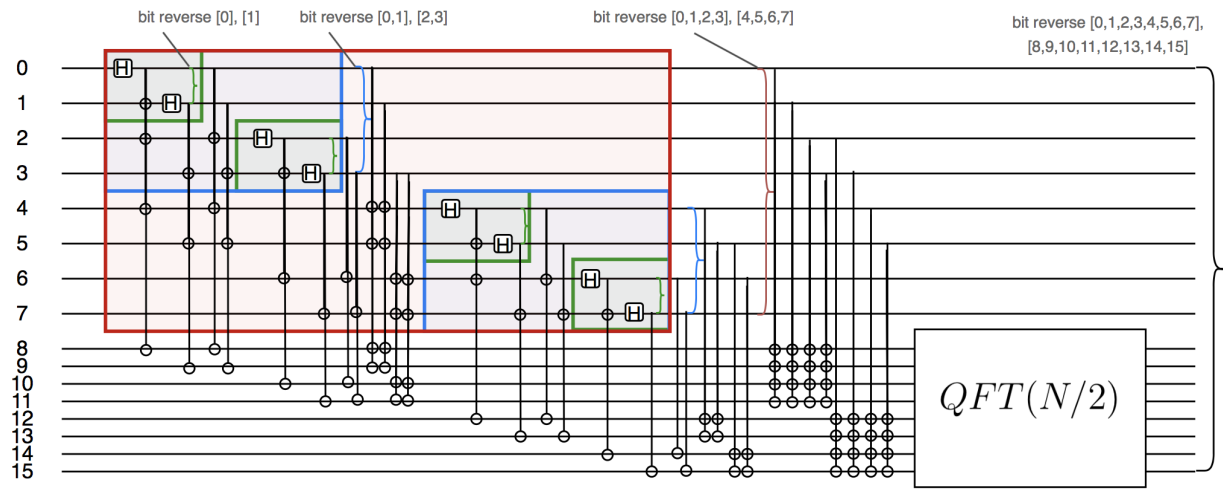 bit reverse [0], [1]
bit reverse [0,1], [2,3]
bit reverse [0,1,2,3], [4,5,6,7]
bit reverse [0,1,2,3,4,5,6,7],
[8,9,10,11,12,13,14,15]
0
H
1
H
2
H
3
H
4
H
5
H
6
H
7
H
8
9
10
11
12
13
14
15
QFT(N/2)